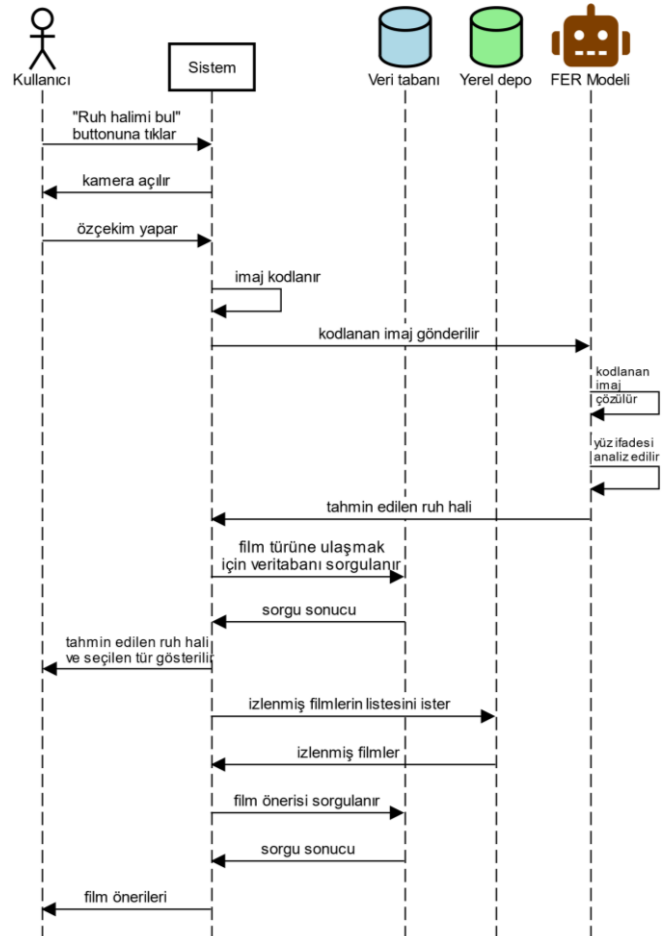 Kullanıcı
Sistem
Veri tabanı
Yerel depo
FER Modeli
"Ruh halimi bul"
buttonuna tıklar
kamera açılır
özçekim yapar
imaj kodlanır
kodlanan imaj gönderilir
kodlanan
imaj
çözülür
yüz ifadesi
analiz edilir
tahmin edilen ruh hali
film türüne ulaşmak
için veritabanı sorgulanır
sorgu sonucu
tahmin edilen ruh hali
ve seçilen tür gösterilir
izlenmiş filmlerin listesini ister
izlenmiş filmler
film önerisi sorgulanır
sorgu sonucu
film önerileri